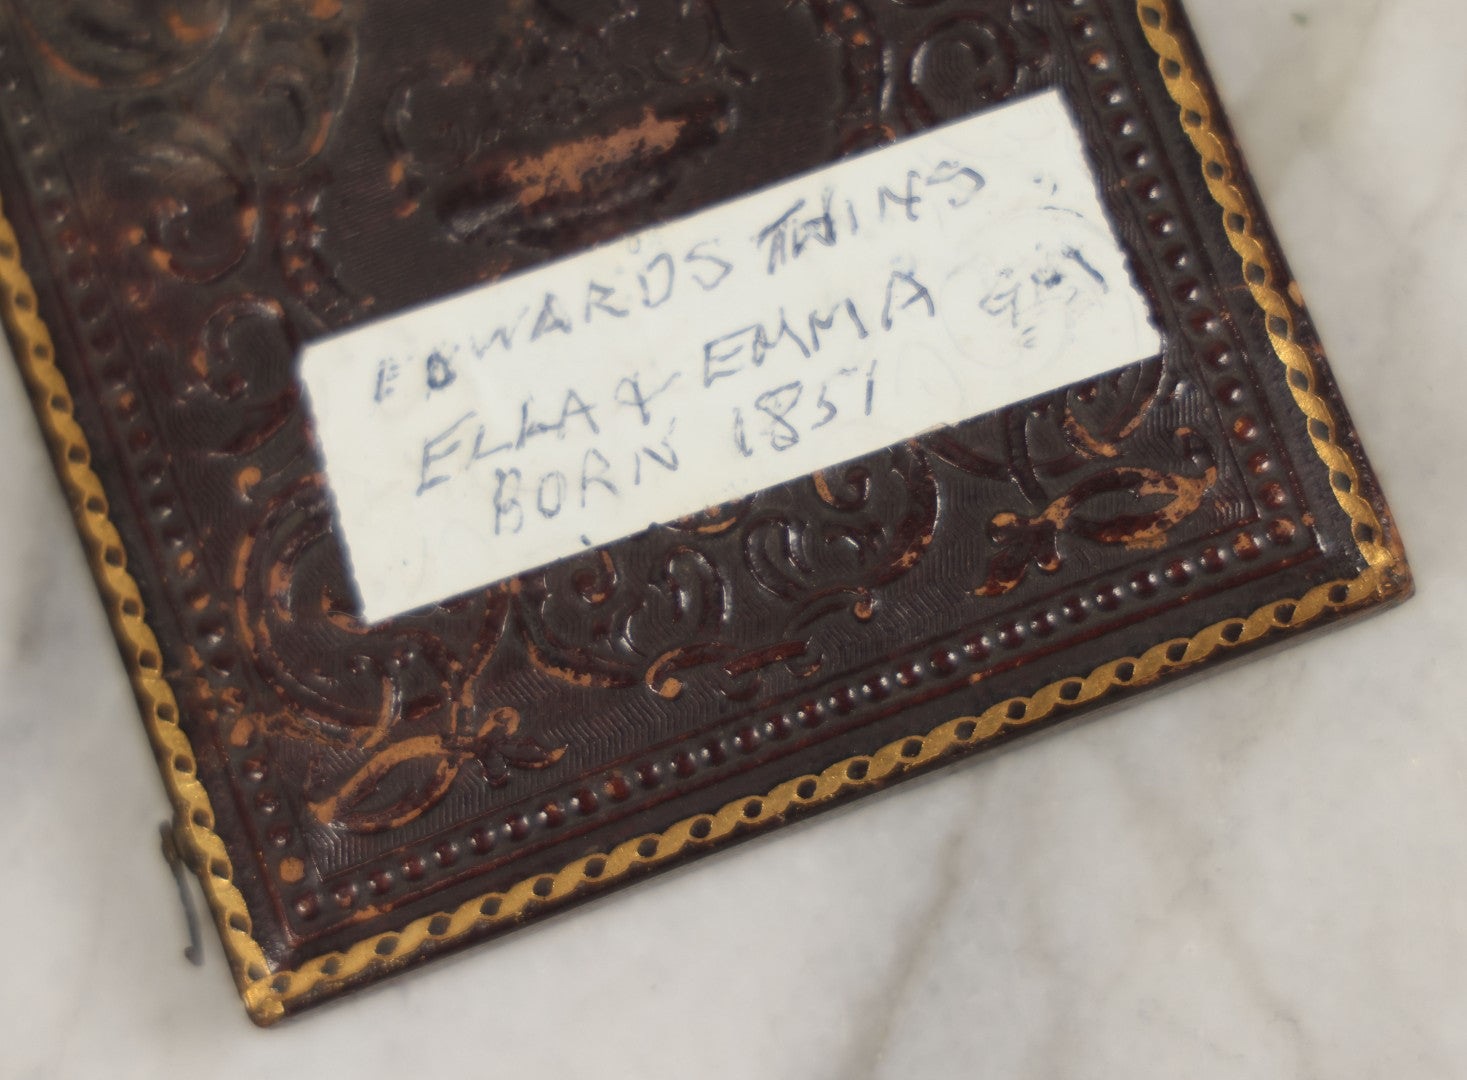 EDWARDS TWINS
ELLA & EMMA
BORN 1851